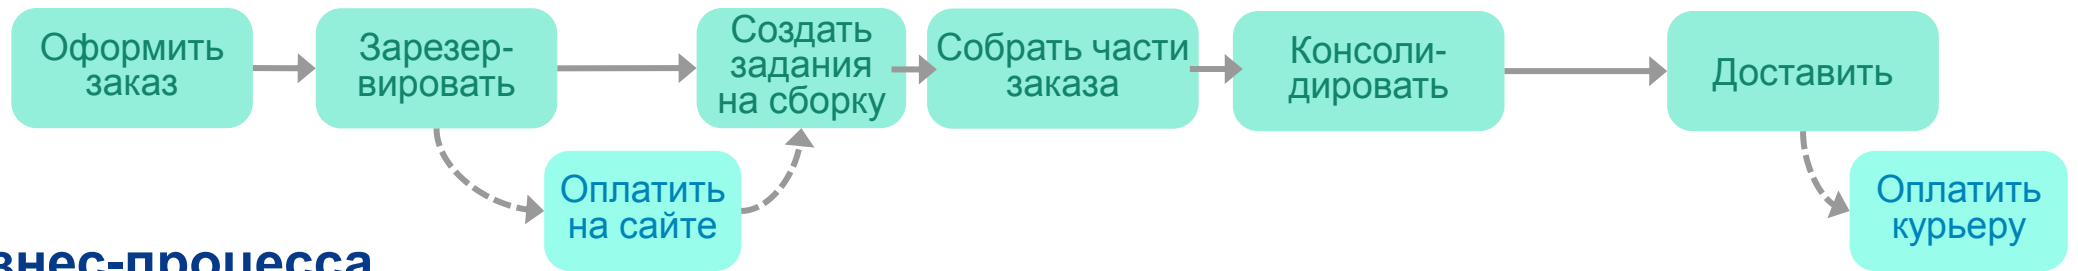 Оформить
заказ
Зарезер-
вировать
Создать
задания
на сборку
Собрать части
заказа
Консоли-
дировать
Доставить
Оплатить
на сайте
Оплатить
курьеру
знес-процесса